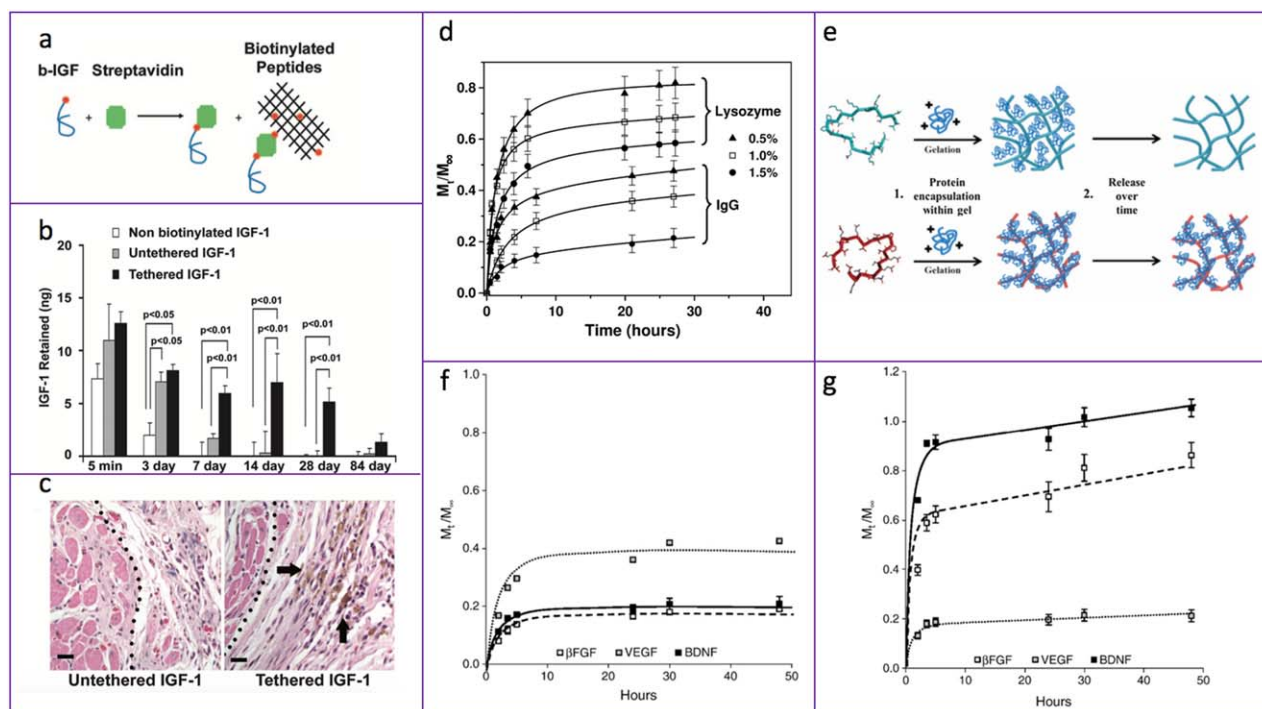 a
b-IGF Streptavidin
Biotinylated
Peptides
+
+
b
Non biotinylated IGF-1
Untethered IGF-1
Tethered IGF-1
IGF-1 Retained (ng)
20
15
10
5
0
p<0.05
p<0.05
p<0.01
p<0.01
p<0.01
p<0.01
p<0.01
p<0.01
5 min 3 day 7 day 14 day 28 day 84 day
c
Untethered IGF-1 Tethered IGF-1
d
Mt/M∞
0.8
0.6
0.4
0.2
0.0
Lysozyme
0.5%
1.0%
1.5%
IgG
0 10 20 30 40
Time (hours)
e
+ + +
Gelation
1. Protein
encapsulation
within gel
2. Release
over
time
+ + +
Gelation
f
Mt/M∞
1.0
0.8
0.6
0.4
0.2
0.0
βFGF VEGF BDNF
0 10 20 30 40 50
Hours
g
Mt/M∞
1.2
1.0
0.8
0.6
0.4
0.2
0.0
βFGF VEGF BDNF
0 10 20 30 40 50
Hours